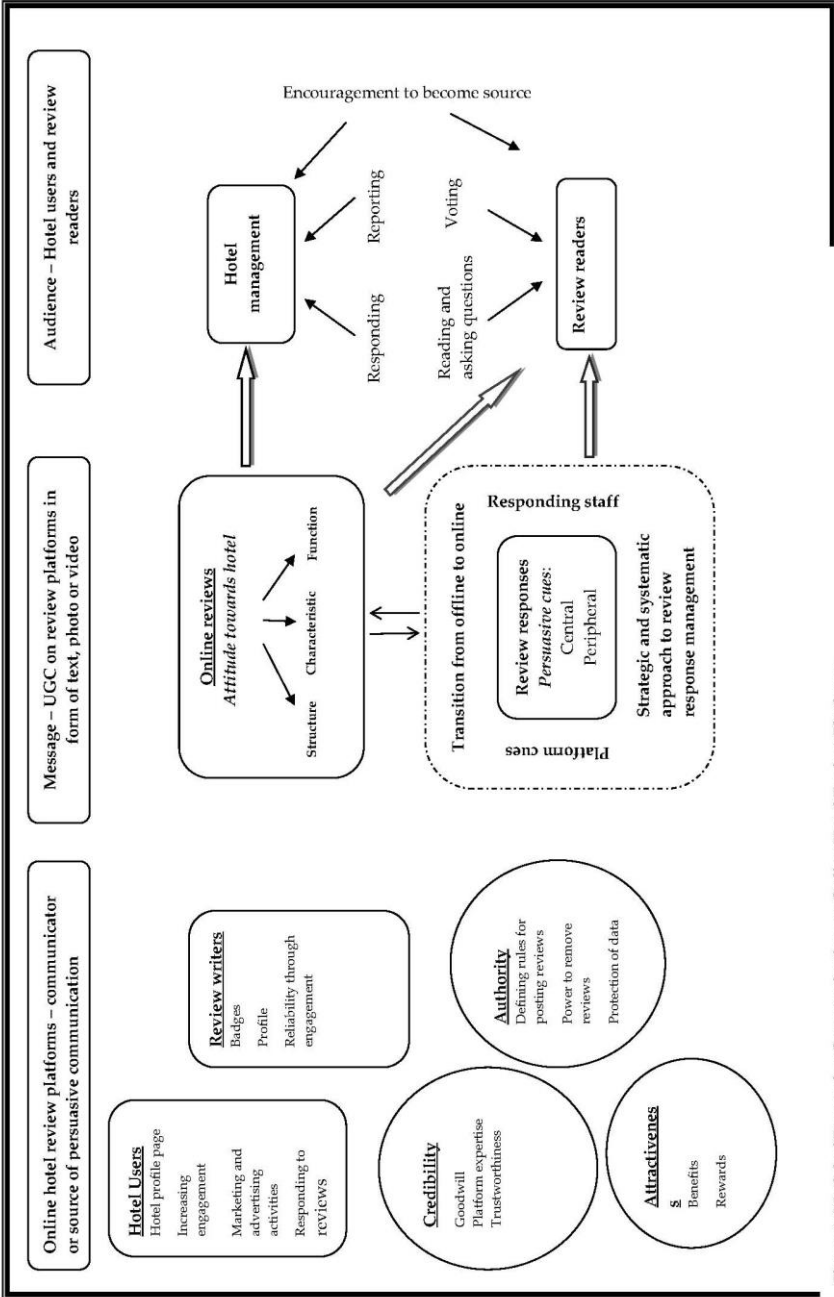 Online hotel review platforms – communicator
or source of persuasive communication
Message – UGC on review platforms in
form of text, photo or video
Audience – Hotel users and review
readers
Hotel Users
Hotel profile page
Increasing
engagement
Marketing and
advertising
activities
Responding to
reviews
Review writers
Badges
Profile
Reliability through
engagement
Credibility
Goodwill
Platform expertise
Trustworthiness
Authority
Defining rules for
posting reviews
Power to remove
reviews
Protection of data
Attractivenes
s
Benefits
Rewards
Online reviews
Attitude towards hotel
Structure
Characteristic
Function
Transition from offline to online
Platform cues
Review responses
Persuasive cues:
Central
Peripheral
Responding staff
Strategic and systematic
approach to review
response management
Hotel
management
Responding
Reporting
Encouragement to become source
Reading and
asking questions
Voting
Review readers